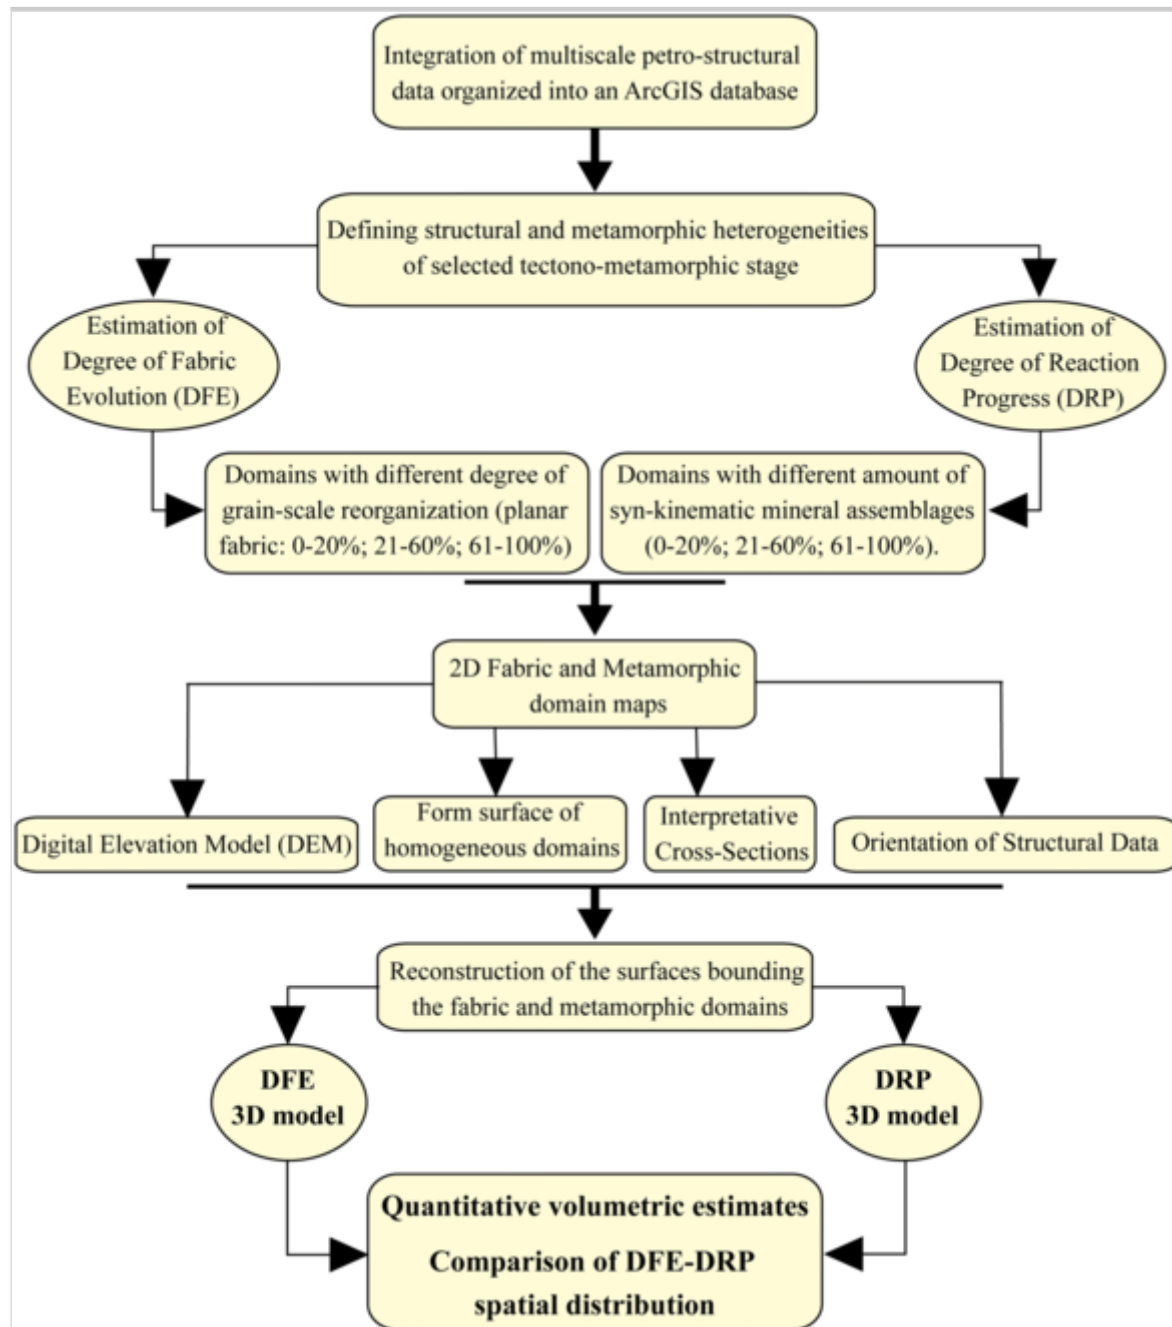 Integration of multiscale petro-structural
data organized into an ArcGIS database
Defining structural and metamorphic heterogeneities
of selected tectono-metamorphic stage
Estimation of
Degree of Fabric
Evolution (DFE)
Estimation of
Degree of Reaction
Progress (DRP)
Domains with different degree of
grain-scale reorganization (planar
fabric: 0-20%; 21-60%; 61-100%)
Domains with different amount of
syn-kinematic mineral assemblages
(0-20%; 21-60%; 61-100%).
2D Fabric and Metamorphic
domain maps
Digital Elevation Model (DEM)
Form surface of
homogeneous domains
Interpretative
Cross-Sections
Orientation of Structural Data
Reconstruction of the surfaces bounding
the fabric and metamorphic domains
DFE
3D model
DRP
3D model
Quantitative volumetric estimates
Comparison of DFE-DRP
spatial distribution